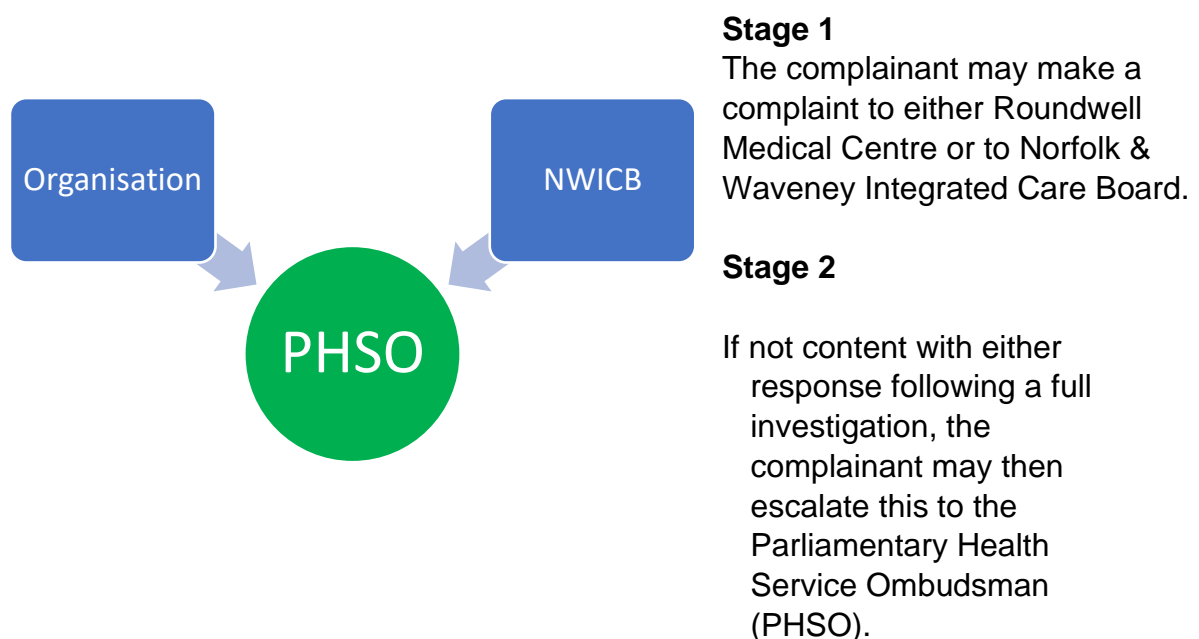 Organisation
NWICB
PHSO
Stage 1
The complainant may make a
complaint to either Roundwell
Medical Centre or to Norfolk &
Waveney Integrated Care Board.
Stage 2
If not content with either
response following a full
investigation, the
complainant may then
escalate this to the
Parliamentary Health
Service Ombudsman
(PHSO).